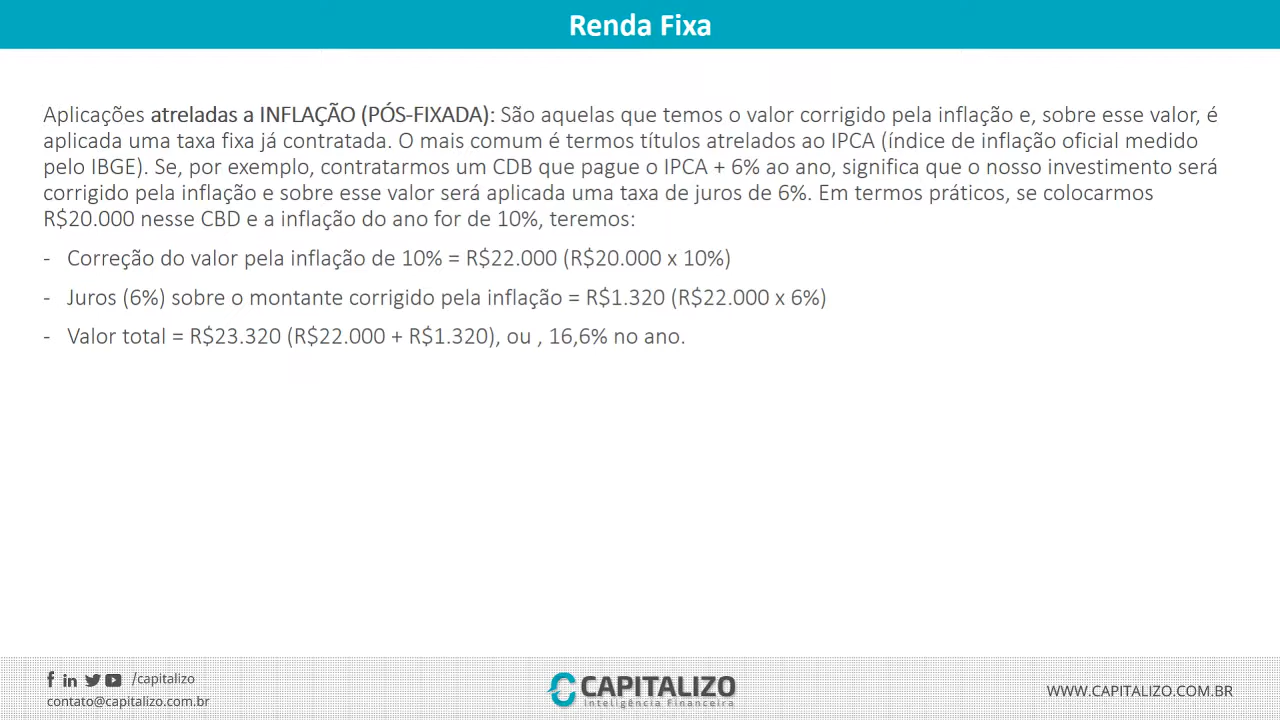 Renda Fixa
Aplicações atreladas a INFLAÇÃO (PÓS-FIXADA): São aquelas que temos o valor corrigido pela inflação e, sobre esse valor, é
aplicada uma taxa fixa já contratada. O mais comum é termos títulos atrelados ao IPCA (índice de inflação oficial medido
pelo IBGE). Se, por exemplo, contratarmos um CDB que pague o IPCA + 6% ao ano, significa que o nosso investimento será
corrigido pela inflação e sobre esse valor será aplicada uma taxa de juros de 6%. Em termos práticos, se colocarmos
R$20.000 nesse CBD e a inflação do ano for de 10%, teremos:
- Correção do valor pela inflação de 10% = R$22.000 (R$20.000 x 10%)
- Juros (6%) sobre o montante corrigido pela inflação = R$1.320 (R$22.000 x 6%)
- Valor total = R$23.320 (R$22.000 + R$1.320), ou , 16,6% no ano.
/capitalizo
contato@capitalizo.com.br
CAPITALIZO
Inteligência Financeira
WWW.CAPITALIZO.COM.BR